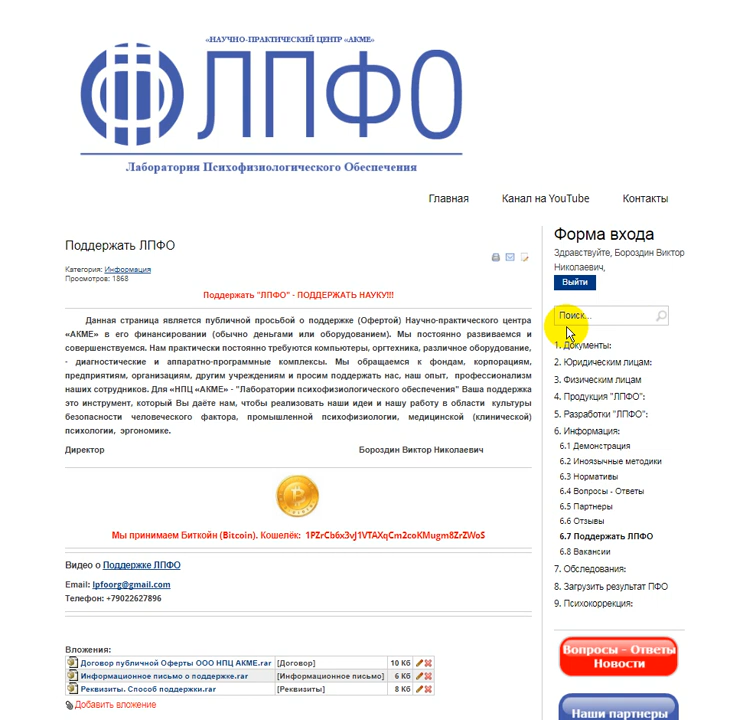 «НАУЧНО-ПРАКТИЧЕСКИЙ ЦЕНТР «АКМЕ»
ЛПФО
Лаборатория Психофизиологического Обеспечения
Главная Канал на YouTube Контакты
Поддержать ЛПФО
Категория: Информация
Просмотров: 1868
Поддержать "ЛПФО" - ПОДДЕРЖАТЬ НАУКУ!!!
Данная страница является публичной просьбой о поддержке (Офертой) Научно-практического центра
«АКМЕ» в его финансировании (обычно деньгами или оборудованием). Мы постоянно развиваемся и
совершенствуемся. Нам практически постоянно требуются компьютеры, оргтехника, различное оборудование,
- диагностические и аппаратно-программные комплексы. Мы обращаемся к фондам, корпорациям,
предприятиям, организациям, другим учреждениям и просим поддержать нас, наш опыт, профессионализм
наших сотрудников. Для «НПЦ «АКМЕ» - "Лаборатории психофизиологического обеспечения" Ваша поддержка
это инструмент, который Вы даёте нам, чтобы реализовать наши идеи и нашу работу в области культуры
безопасности человеческого фактора, промышленной психофизиологии, медицинской (клинической)
психологии, эргономике.
Директор Бороздин Виктор Николаевич
Мы принимаем Биткойн (Bitcoin). Кошелёк: 1PZrCb6x3vJ1VTAXqCm2coKMugm8ZrZWoS
Видео о Поддержке ЛПФО
Email: lpfoorg@gmail.com
Телефон: +79022627896
Вложения:
Договор публичной Оферты ООО НПЦ АКМЕ.rar [Договор] 10 Кб
Информационное письмо о поддержке.rar [Информационное письмо] 6 Кб
Реквизиты. Способ поддержки.rar [Реквизиты] 8 Кб
Добавить вложение
Форма входа
Здравствуйте, Бороздин Виктор
Николаевич,
Выйти
Поиск...
1. Документы:
2. Юридическим лицам:
3. Физическим лицам
4. Продукция "ЛПФО":
5. Разработки "ЛПФО":
6. Информация:
6.1 Демонстрация
6.2 Иноязычные методики
6.3 Нормативы
6.4 Вопросы - Ответы
6.5 Партнеры
6.6 Отзывы
6.7 Поддержать ЛПФО
6.8 Вакансии
7. Обследования:
8. Загрузить результат ПФО
9. Психокоррекция:
Вопросы - Ответы
Новости
Наши партнеры